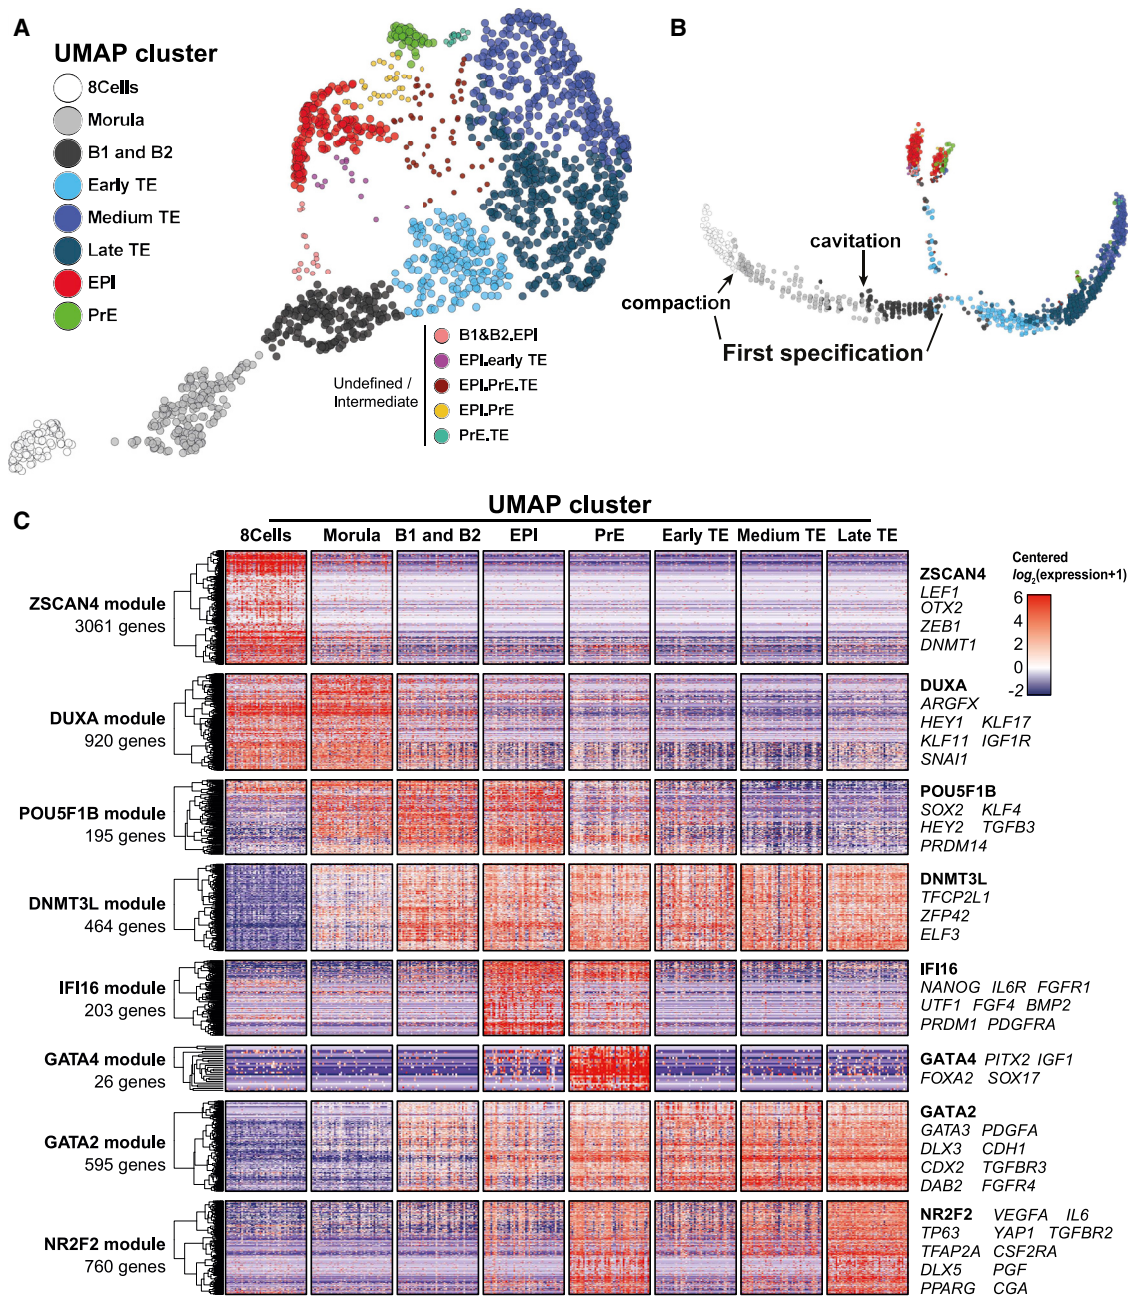 A
UMAP cluster
8Cells
Morula
B1 and B2
Early TE
Medium TE
Late TE
EPI
PrE
Undefined /
Intermediate
B1&B2.EPI
EPI.early TE
EPI.PrE.TE
EPI.PrE
PrE.TE
B
cavitation
compaction
First specification
C
UMAP cluster
8Cells Morula B1 and B2 EPI PrE Early TE Medium TE Late TE
ZSCAN4 module
3061 genes
ZSCAN4
LEF1
OTX2
ZEB1
DNMT1
Centered
log2(expression+1)
6
4
2
0
-2
DUXA module
920 genes
DUXA
ARGFX
HEY1 KLF17
KLF11 IGF1R
SNAI1
POU5F1B module
195 genes
POU5F1B
SOX2 KLF4
HEY2 TGFB3
PRDM14
DNMT3L module
464 genes
DNMT3L
TFCP2L1
ZFP42
ELF3
IFI16 module
203 genes
IFI16
NANOG IL6R FGFR1
UTF1 FGF4 BMP2
PRDM1 PDGFRA
GATA4 module
26 genes
GATA4 PITX2 IGF1
FOXA2 SOX17
GATA2 module
595 genes
GATA2
GATA3 PDGFA
DLX3 CDH1
CDX2 TGFBR3
DAB2 FGFR4
NR2F2 module
760 genes
NR2F2 VEGFA IL6
TP63 YAP1 TGFBR2
TFAP2A CSF2RA
DLX5 PGF
PPARG CGA